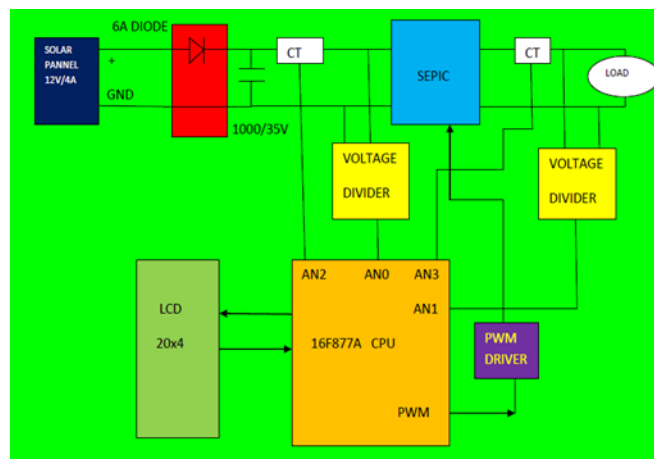 6A DIODE
SOLAR
PANNEL
12V/4A
+
GND
CT
SEPIC
CT
LOAD
1000/35V
VOLTAGE
DIVIDER
VOLTAGE
DIVIDER
AN2
AN0
AN3
AN1
LCD
20x4
16F877A CPU
PWM
DRIVER
PWM